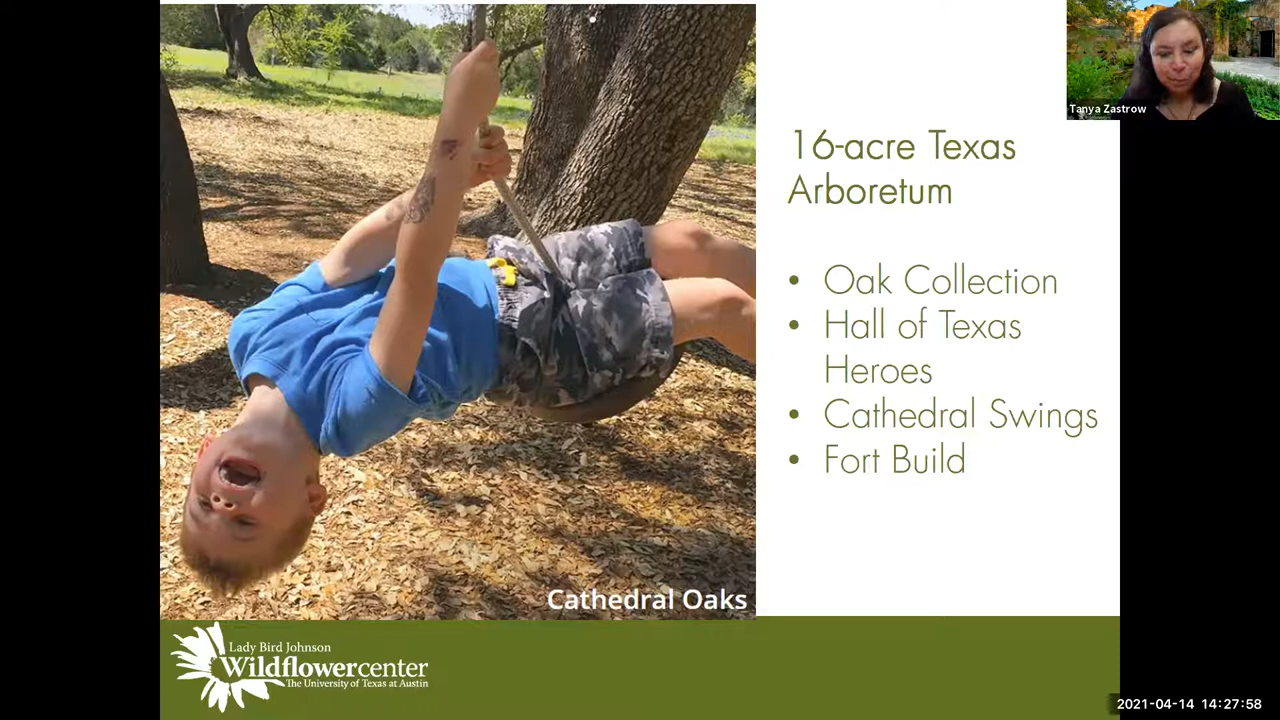 Tanya Zastrow
16-acre Texas
Arboretum
• Oak Collection
• Hall of Texas
Heroes
• Cathedral Swings
• Fort Build
Cathedral Oaks
Lady Bird Johnson
Wildflowercenter
The University of Texas at Austin
2021-04-14 14:27:58